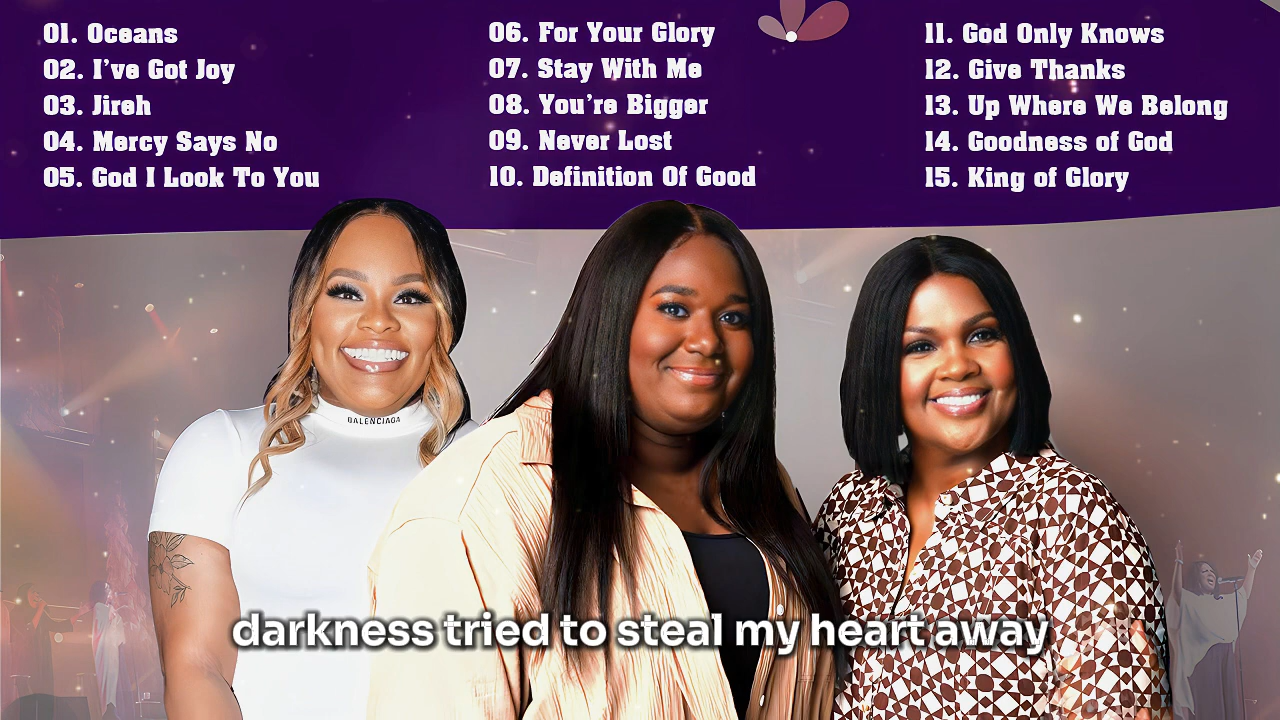 01. Oceans
02. I've Got Joy
03. Jireh
04. Mercy Says No
05. God I Look To You
06. For Your Glory
07. Stay With Me
08. You're Bigger
09. Never Lost
10. Definition Of Good
11. God Only Knows
12. Give Thanks
13. Up Where We Belong
14. Goodness of God
15. King of Glory
BALENCIAGA
darkness tried to steal my heart away